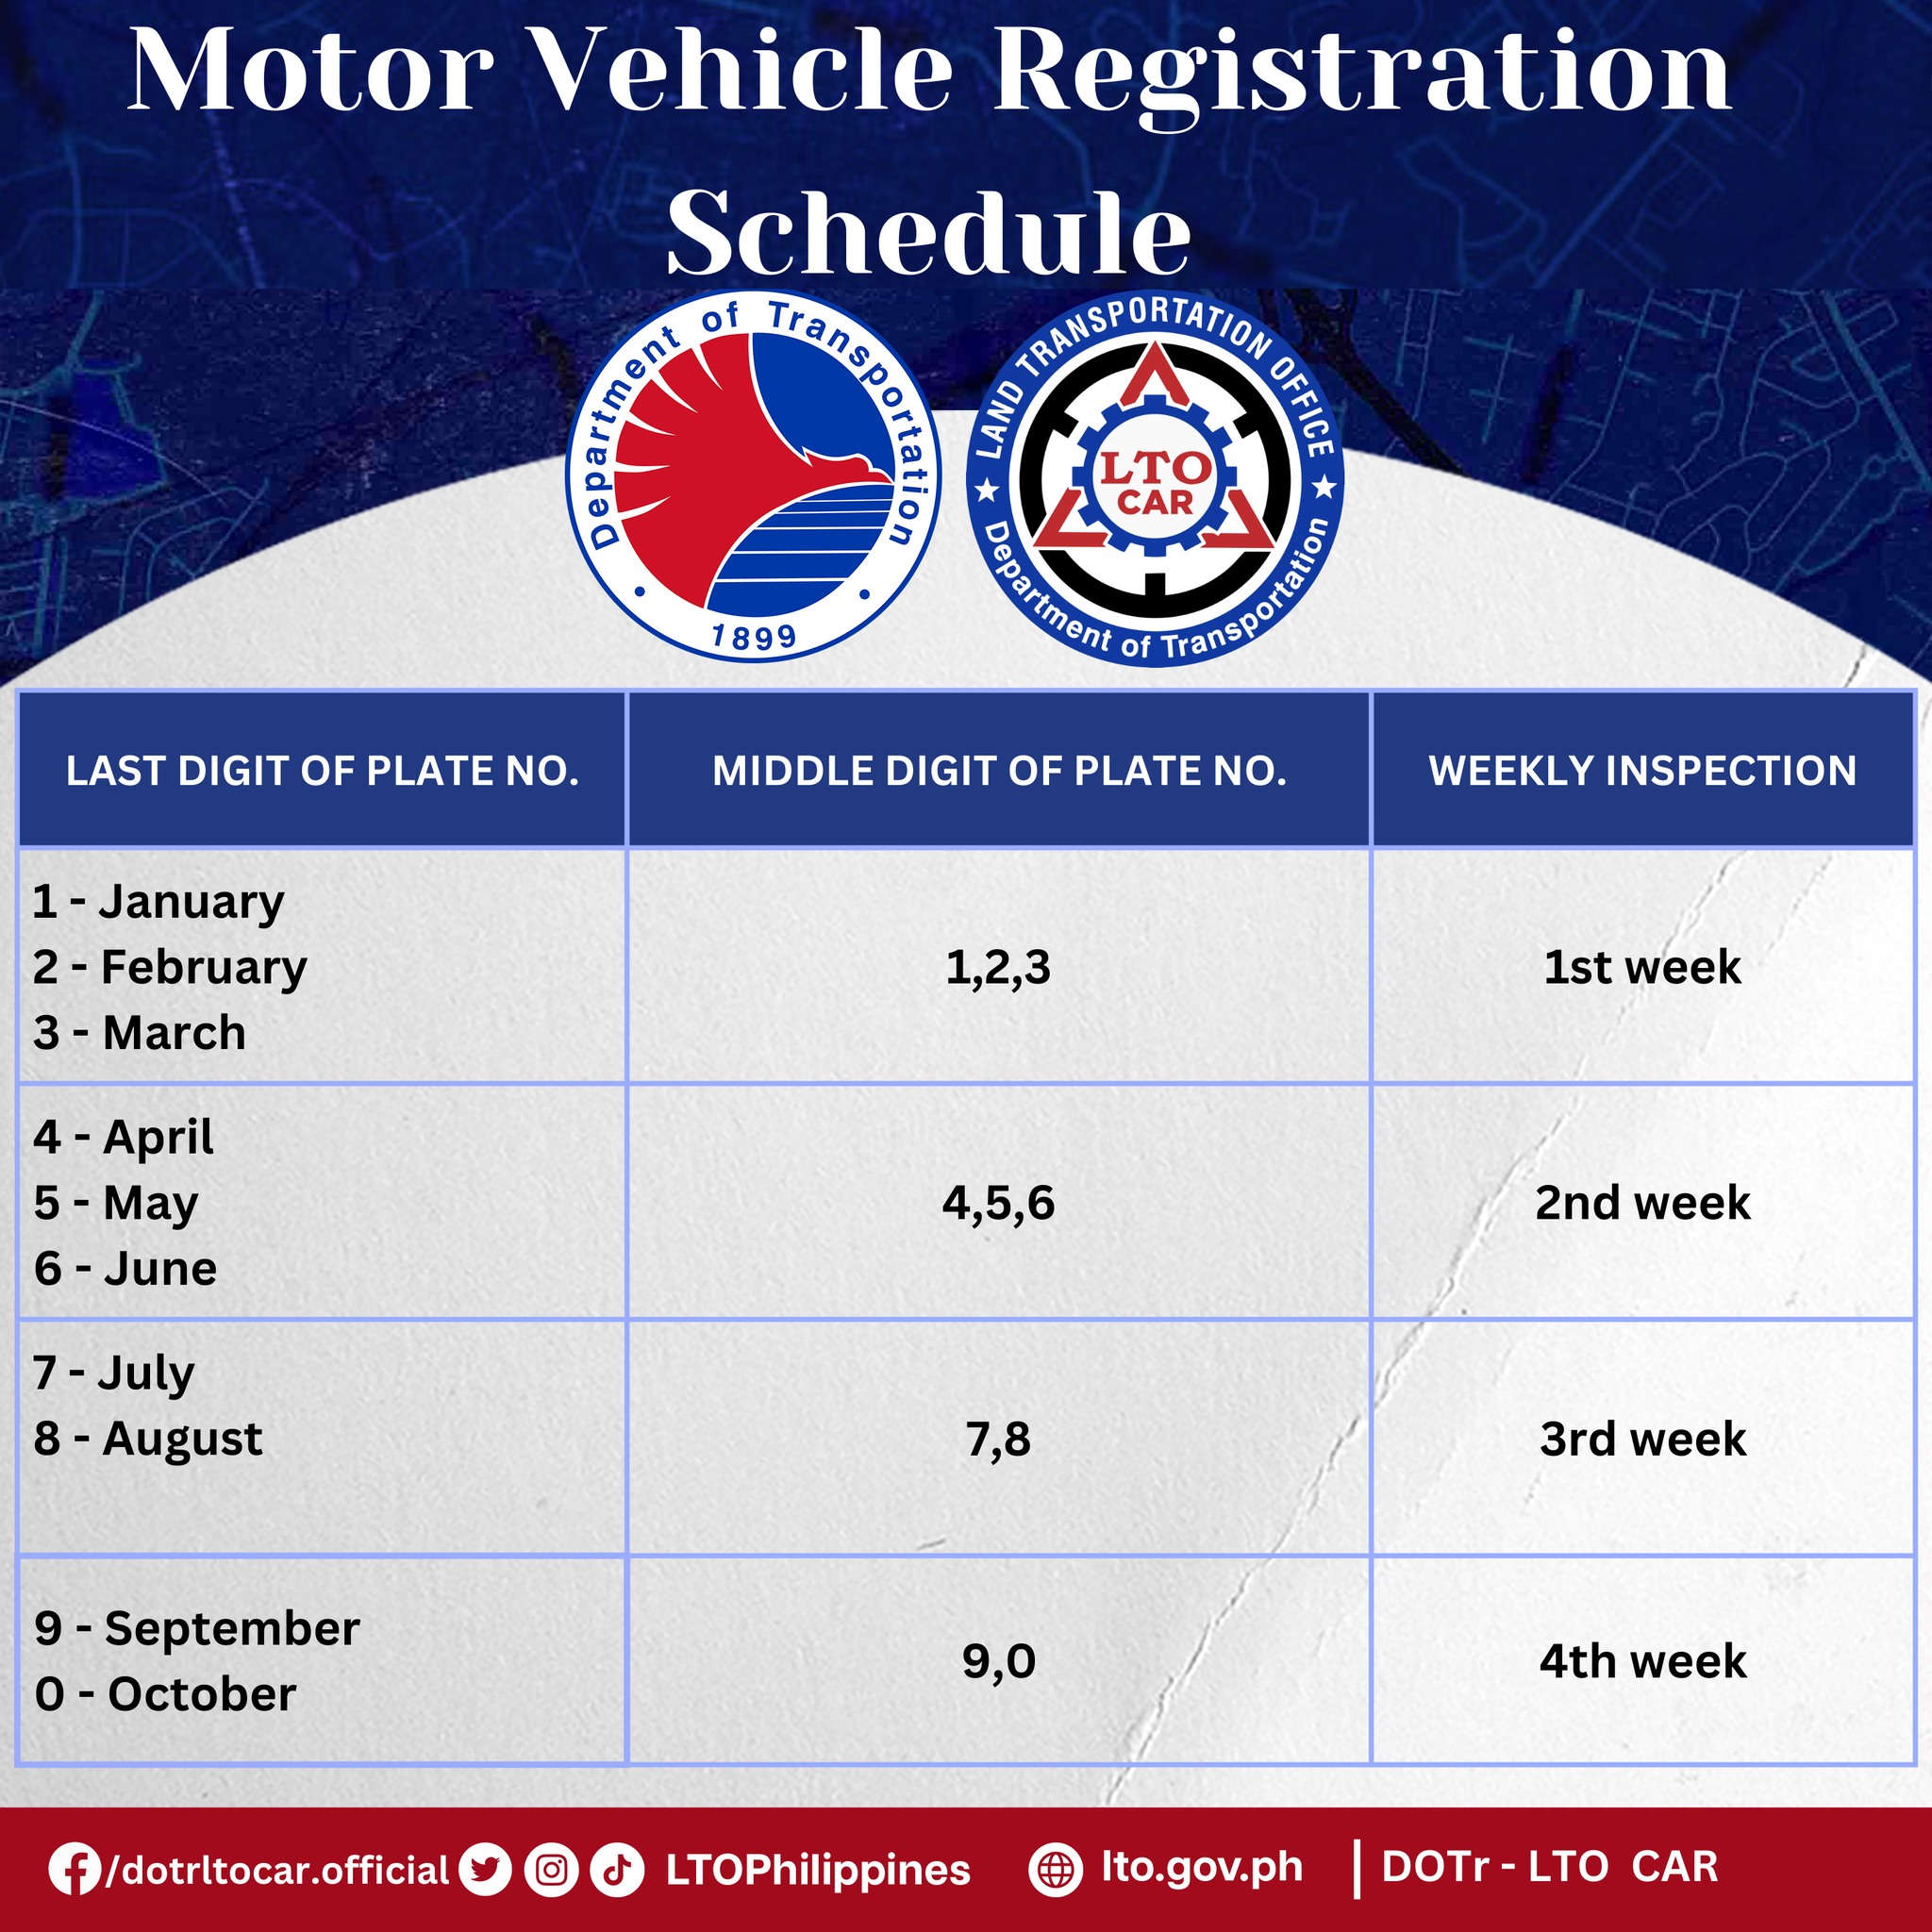 Motor Vehicle Registration
Schedule
Department of Transportation
1899
LAND TRANSPORTATION OFFICE
LTO
CAR
Department of Transportation
LAST DIGIT OF PLATE NO.
MIDDLE DIGIT OF PLATE NO.
WEEKLY INSPECTION
1 - January
2 - February
3 - March
1,2,3
1st week
4 - April
5 - May
6 - June
4,5,6
2nd week
7 - July
8 - August
7,8
3rd week
9 - September
0 - October
9,0
4th week
/dotrltocar.official
LTOPhilippines
lto.gov.ph
| DOTr - LTO CAR